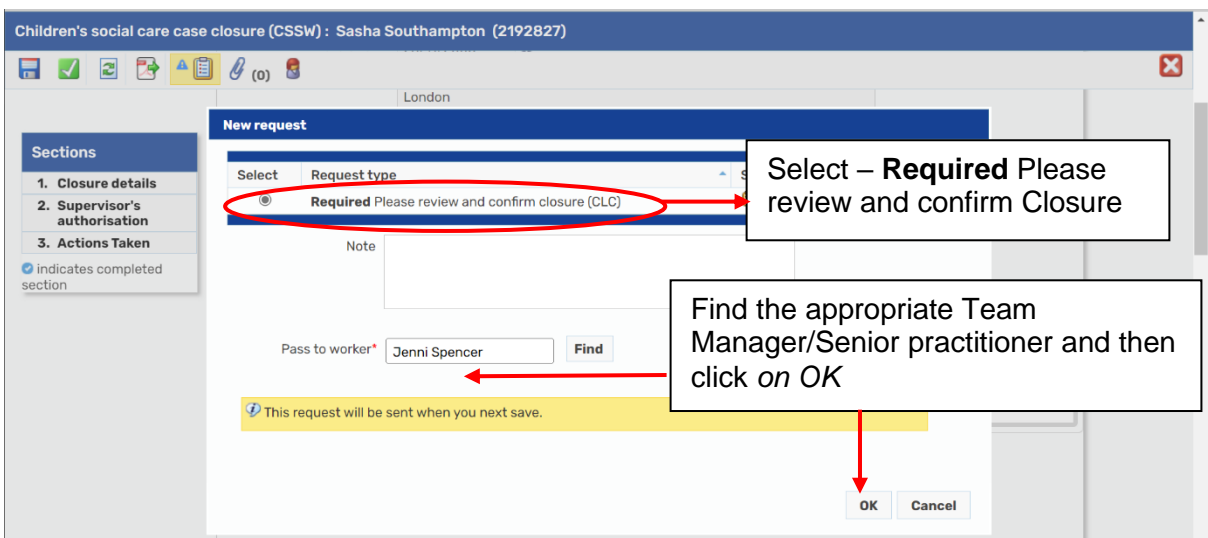 Children's social care case closure (CSSW) : Sasha Southampton (2192827)
(0)
London
New request
Sections
1. Closure details
2. Supervisor's
authorisation
3. Actions Taken
indicates completed
section
Select Request type
Required Please review and confirm closure (CLC)
Select – Required Please
review and confirm Closure
Note
Find the appropriate Team
Manager/Senior practitioner and then
click on OK
Pass to worker* Jenni Spencer Find
This request will be sent when you next save.
OK Cancel